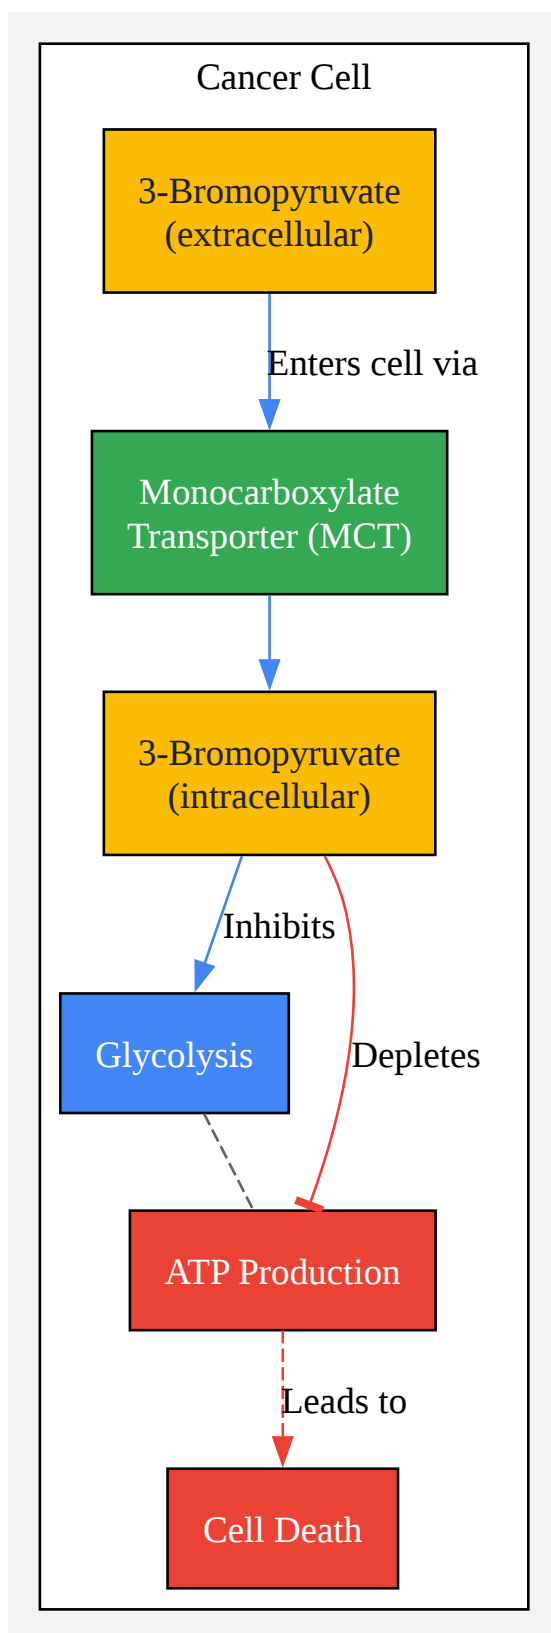 Cancer Cell
3-Bromopyruvate
(extracellular)
Enters cell via
Monocarboxylate
Transporter (MCT)
3-Bromopyruvate
(intracellular)
Inhibits
Glycolysis
Depletes
ATP Production
Leads to
Cell Death